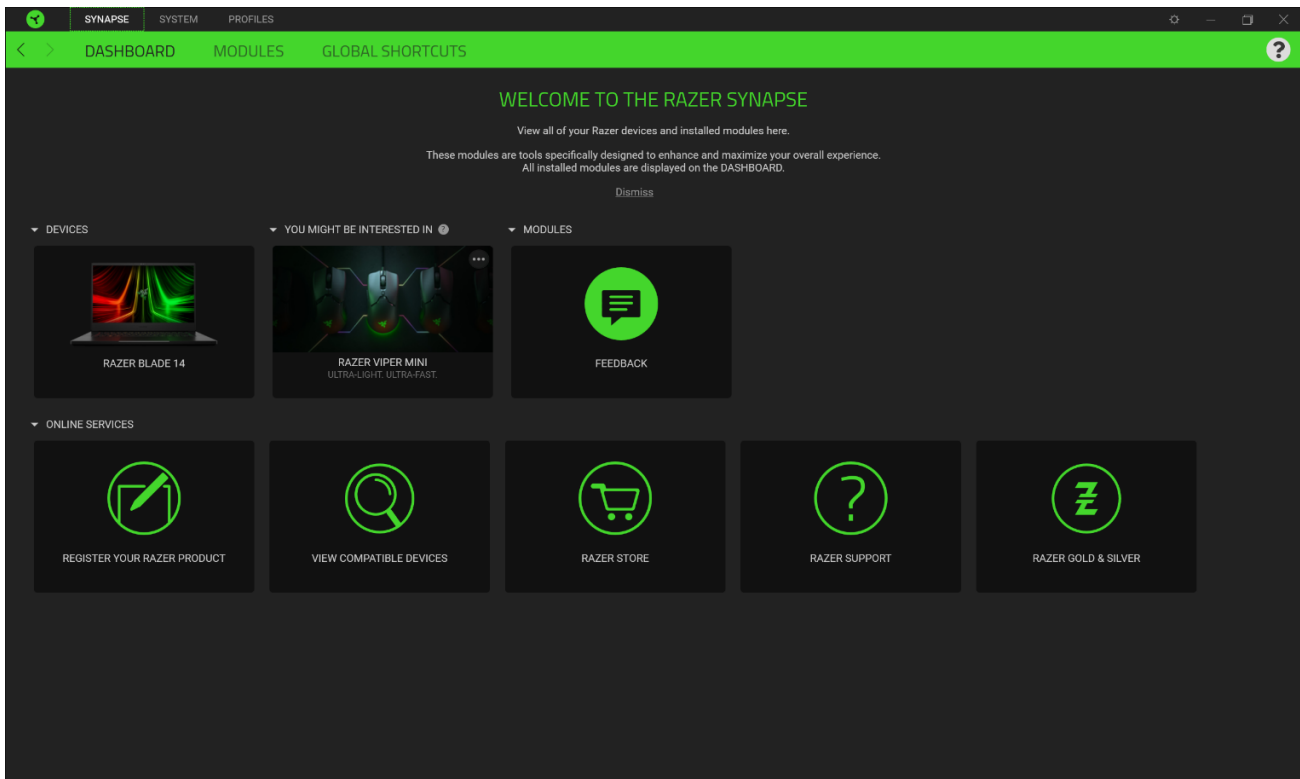 SYNAPSE SYSTEM PROFILES
DASHBOARD MODULES GLOBAL SHORTCUTS ?
WELCOME TO THE RAZER SYNAPSE
View all of your Razer devices and installed modules here.
These modules are tools specifically designed to enhance and maximize your overall experience.
All installed modules are displayed on the DASHBOARD.
Dismiss
DEVICES
YOU MIGHT BE INTERESTED IN ?
MODULES
RAZER BLADE 14
RAZER VIPER MINI
ULTRA-LIGHT. ULTRA-FAST.
FEEDBACK
ONLINE SERVICES
REGISTER YOUR RAZER PRODUCT
VIEW COMPATIBLE DEVICES
RAZER STORE
?
RAZER SUPPORT
RAZER GOLD & SILVER